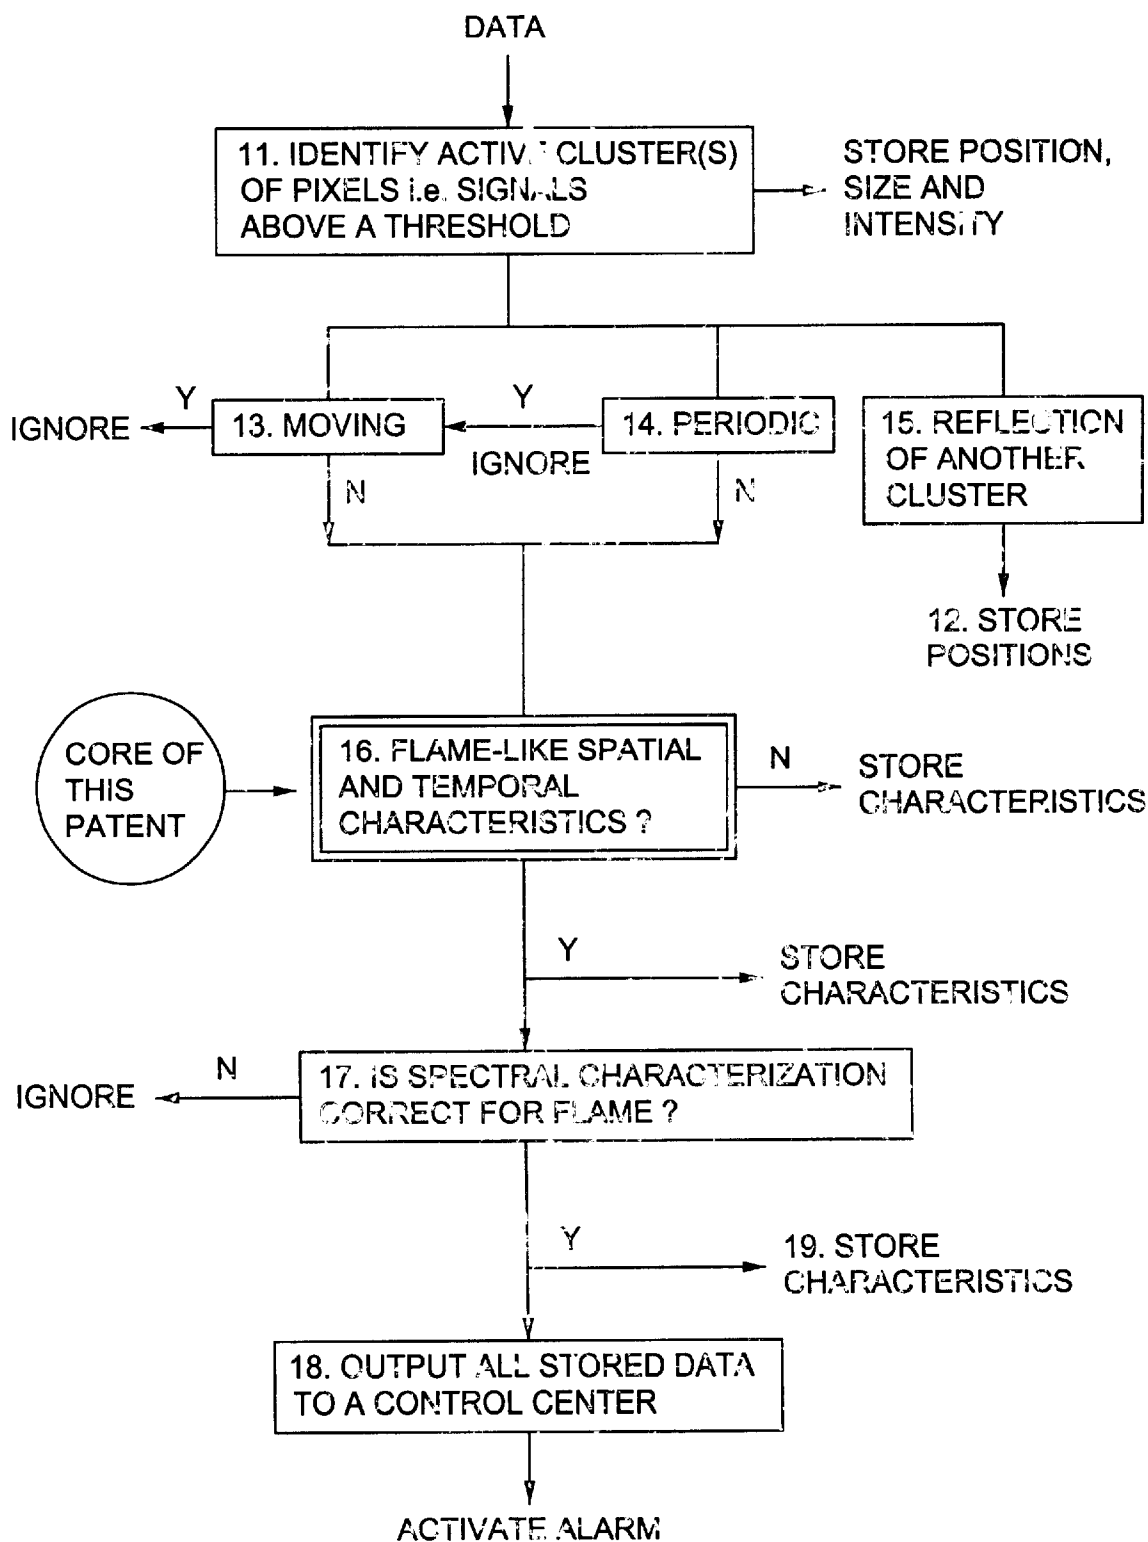 DATA
11. IDENTIFY ACTIVE CLUSTER(S)
OF PIXELS i.e. SIGNALS
ABOVE A THRESHOLD
STORE POSITION,
SIZE AND
INTENSITY
Y
Y
IGNORE
13. MOVING
IGNORE
14. PERIODIC
15. REFLECTION
OF ANOTHER
CLUSTER
N
N
12. STORE
POSITIONS
CORE OF
THIS
PATENT
16. FLAME-LIKE SPATIAL
AND TEMPORAL
CHARACTERISTICS ?
N
STORE
CHARACTERISTICS
Y
STORE
CHARACTERISTICS
N
IGNORE
17. IS SPECTRAL CHARACTERIZATION
CORRECT FOR FLAME ?
Y
19. STORE
CHARACTERISTICS
18. OUTPUT ALL STORED DATA
TO A CONTROL CENTER
ACTIVATE ALARM